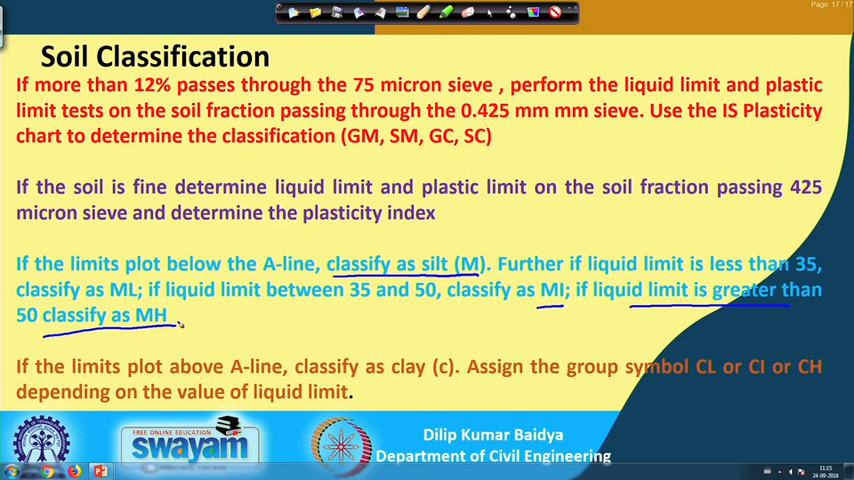 Page: 17 / 17
Soil Classification
If more than 12% passes through the 75 micron sieve , perform the liquid limit and plastic
limit tests on the soil fraction passing through the 0.425 mm mm sieve. Use the IS Plasticity
chart to determine the classification (GM, SM, GC, SC)
If the soil is fine determine liquid limit and plastic limit on the soil fraction passing 425
micron sieve and determine the plasticity index
If the limits plot below the A-line, classify as silt (M). Further if liquid limit is less than 35,
classify as ML; if liquid limit between 35 and 50, classify as MI; if liquid limit is greater than
50 classify as MH
If the limits plot above A-line, classify as clay (c). Assign the group symbol CL or CI or CH
depending on the value of liquid limit.
FREE ONLINE EDUCATION
swayam
Dilip Kumar Baidya
Department of Civil Engineering
11:15
24-09-2018